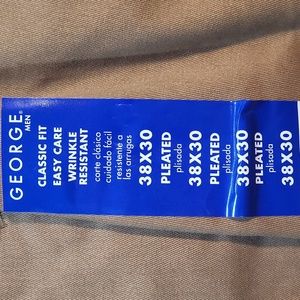 GEORGE®
MEN
CLASSIC FIT
EASY CARE
WRINKLE
RESISTANT
corte clásico
cuidado fácil
resistente a
las arrugas
38X30
PLEATED
plisada
38X30
PLEATED
plisada
38X30
PLEATED
plisada
38X30